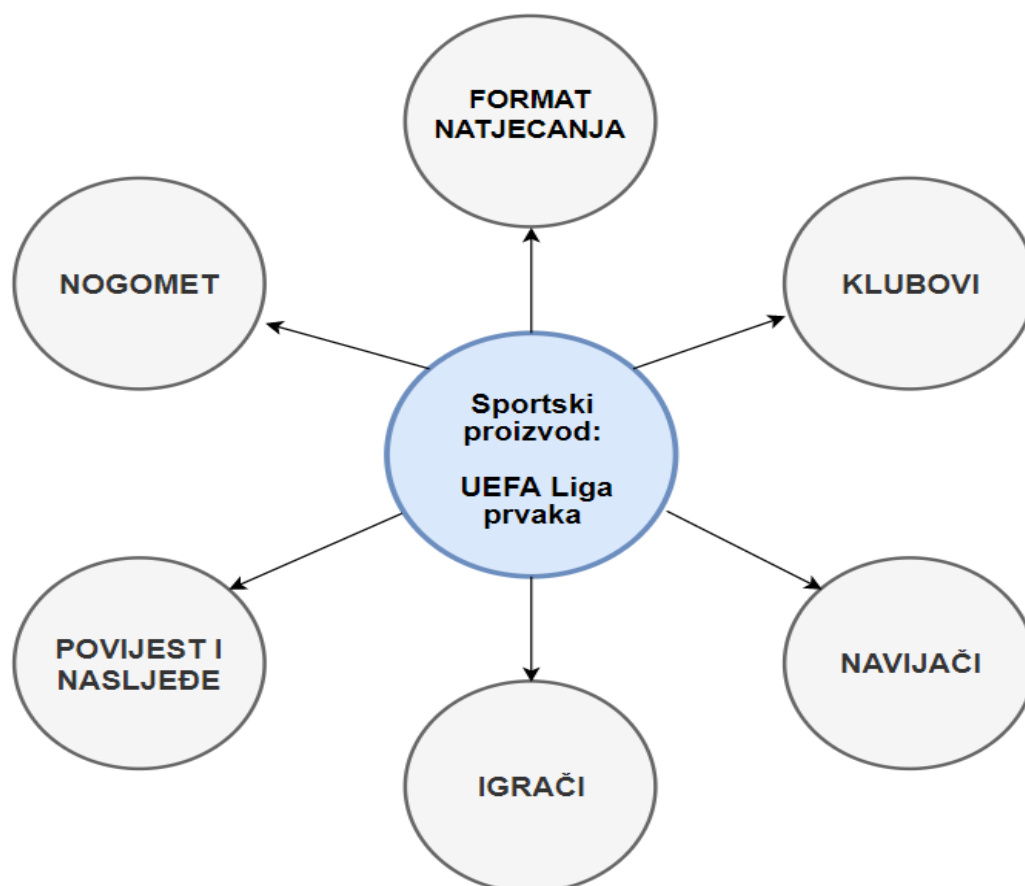 FORMAT
NATJECANJA
NOGOMET
KLUBOVI
Sportski
proizvod:
UEFA Liga
prvaka
POVIJEST I
NASLJEĐE
NAVIJAČI
IGRAČI